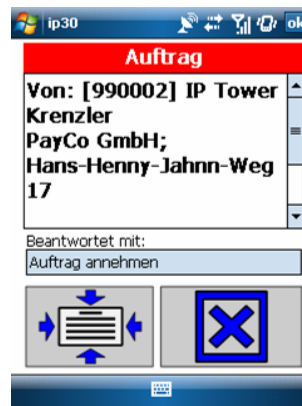 ip30
ok
Auftrag
Von: [990002] IP Tower
Krenzler
PayCo GmbH;
Hans-Henny-Jahnn-Weg
17
Beantwortet mit:
Auftrag annehmen